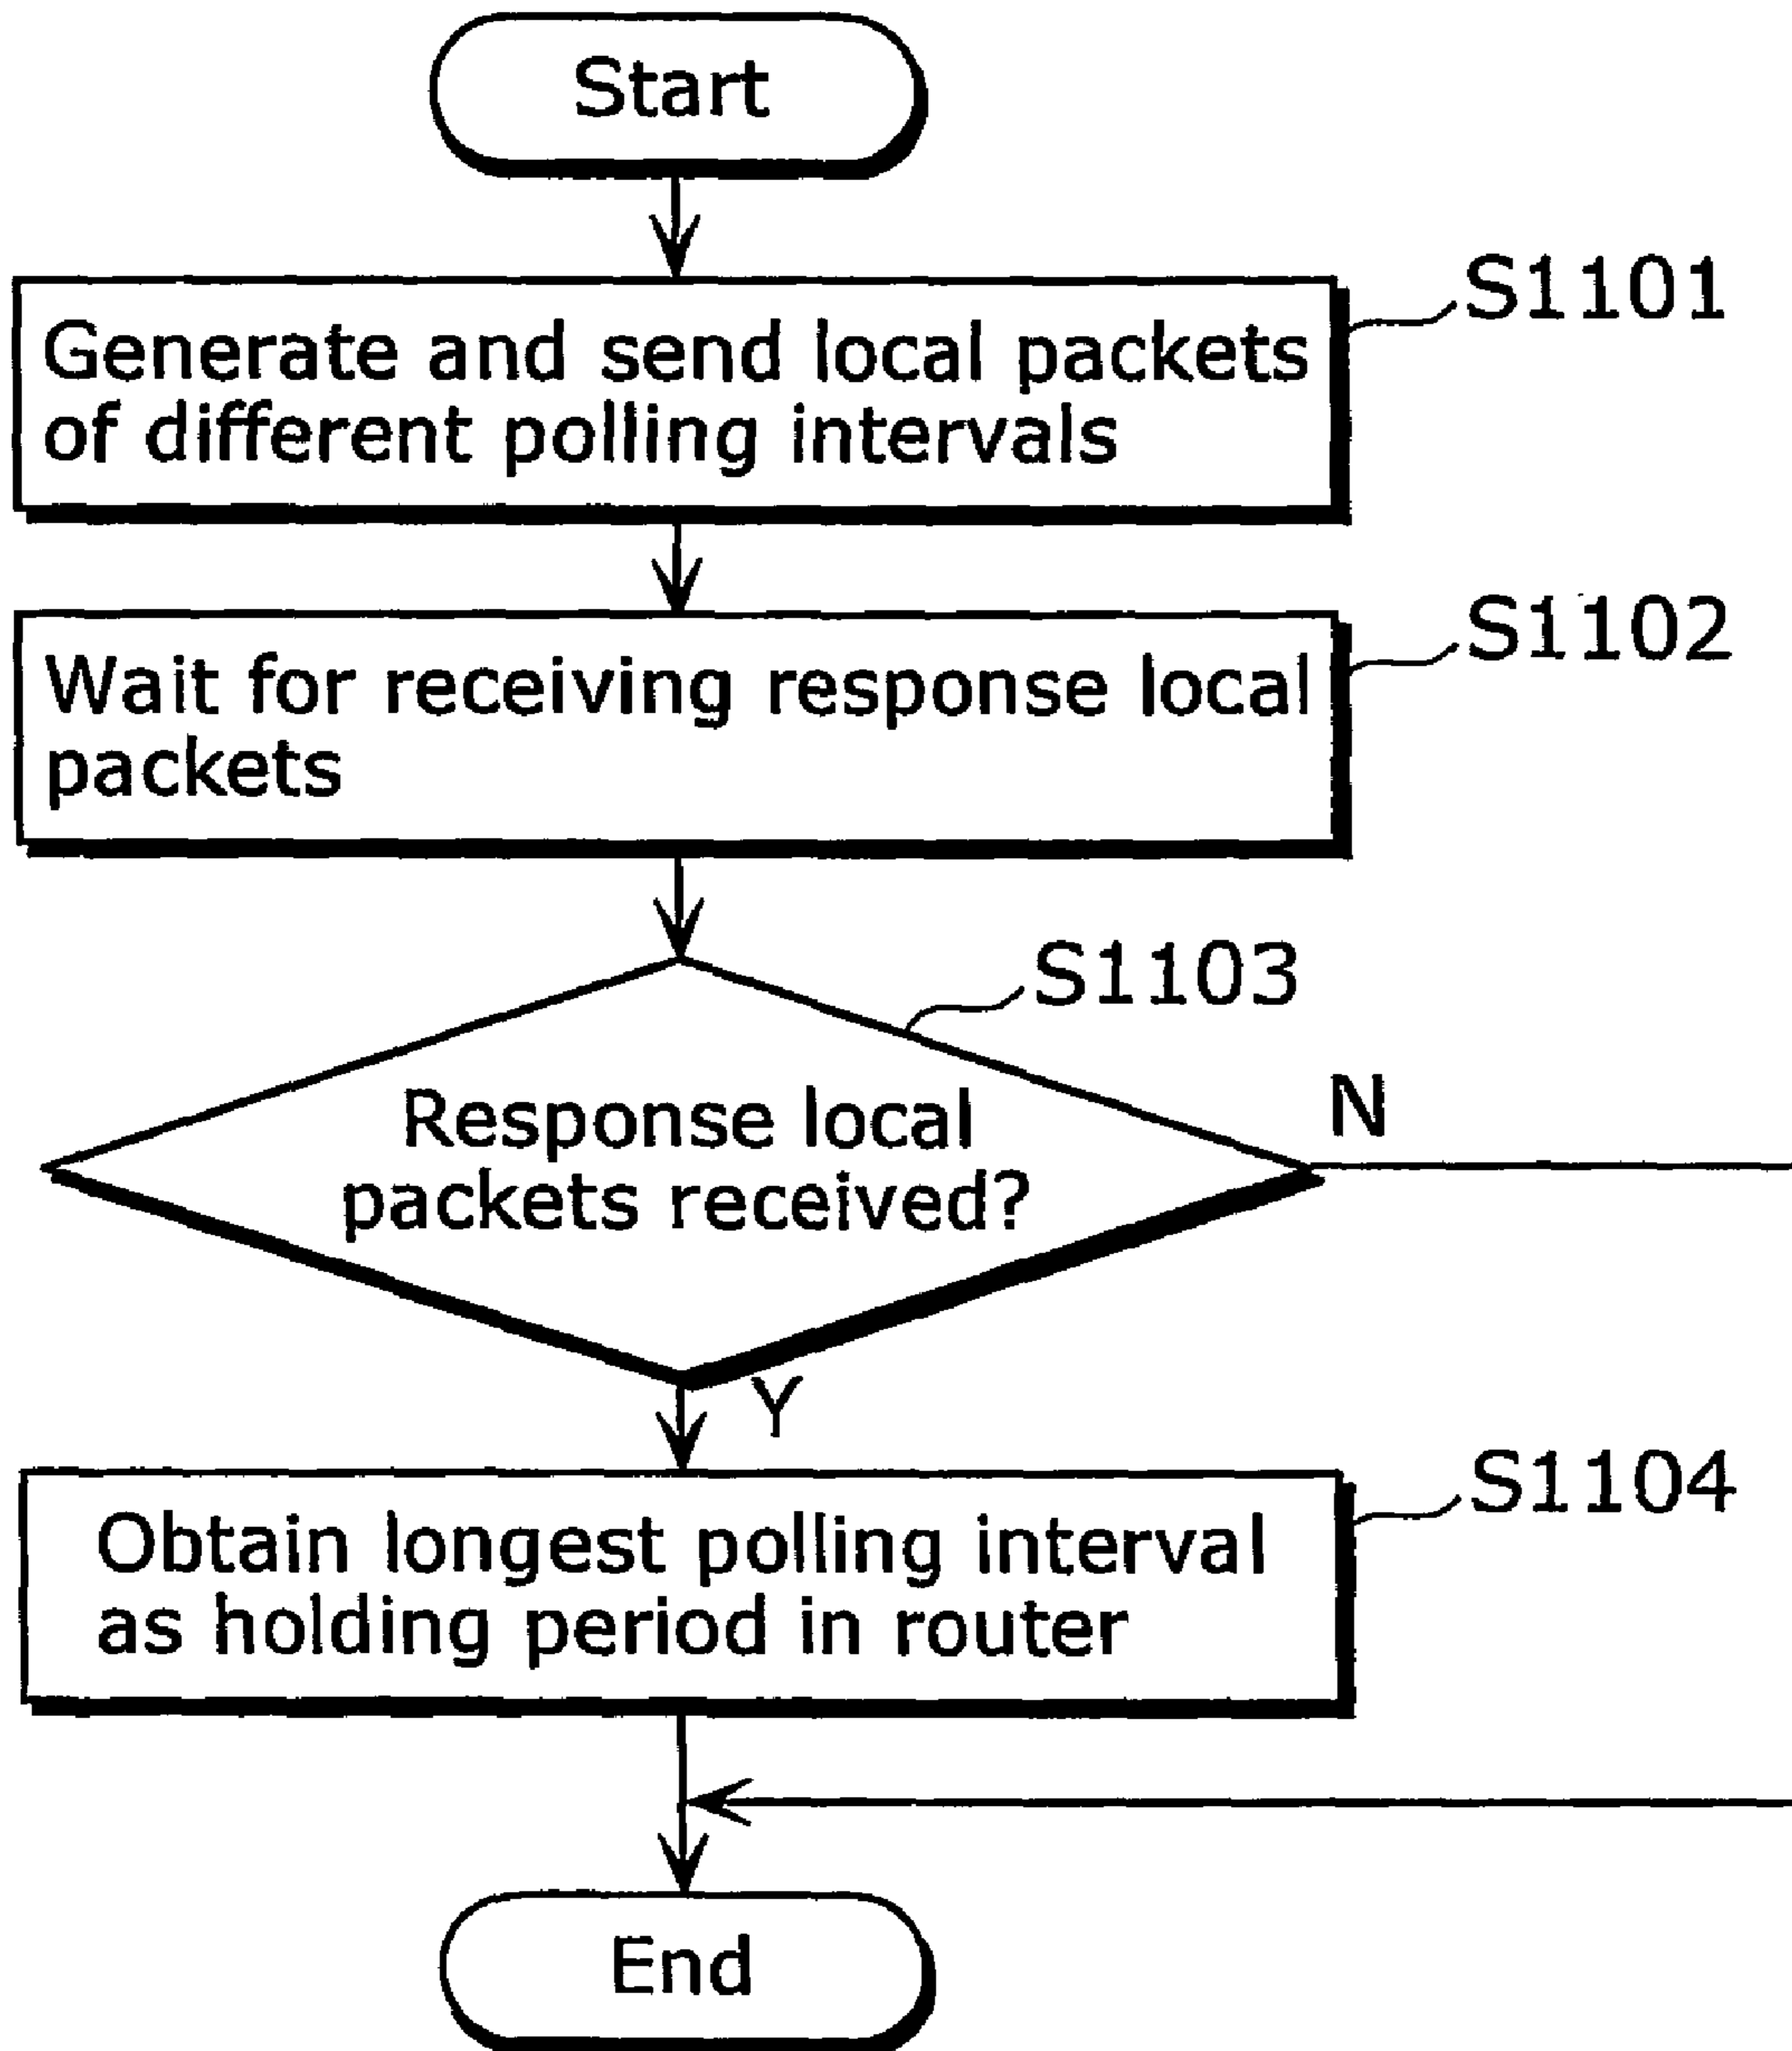 Start
S1101
Generate and send local packets
of different polling intervals
S1102
Wait for receiving response local
packets
S1103
Response local
packets received?
N
Y
S1104
Obtain longest polling interval
as holding period in router
End